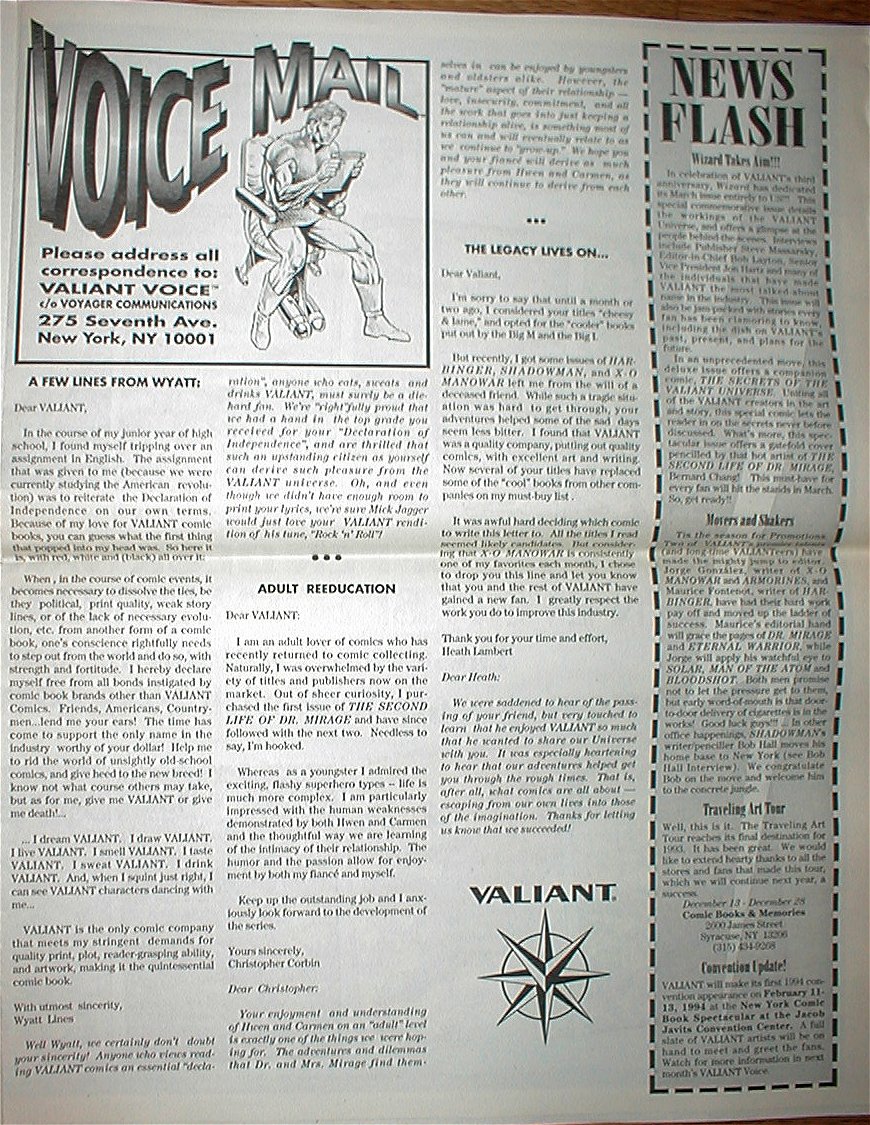 VOICE MAIL
Please address all
correspondence to:
VALIANT VOICE™
c/o VOYAGER COMMUNICATIONS
275 Seventh Ave.
New York, NY 10001
A FEW LINES FROM WYATT:
Dear VALIANT,
In the course of my junior year of high
school, I found myself tripping over an
assignment in English. The assignment
that was given to me (because we were
currently studying the American revolu-
tion) was to reiterate the Declaration of
Independence on our own terms.
Because of my love for VALIANT comic
books, you can guess what the first thing
that popped into my head was. So here it
is, with red, white and (black) all over it:
When, in the course of comic events, it
becomes necessary to dissolve the ties, be
they political, print quality, weak story
lines, or of the lack of necessary evolu-
tion, etc. from another form of a comic
book, one's conscience rightfully needs
to step out from the world and do so, with
strength and fortitude. I hereby declare
myself free from all bonds instigated by
comic book brands other than VALIANT
Comics. Friends, Americans, Country-
men...lend me your ears! The time has
come to support the only name in the
industry worthy of your dollar! Help me
to rid the world of unsightly old-school
comics, and give heed to the new breed! I
know not what course others may take,
but as for me, give me VALIANT or give
me death!...
... I dream VALIANT. I draw VALIANT.
I live VALIANT. I smell VALIANT. I taste
VALIANT. I sweat VALIANT. I drink
VALIANT. And, when I squint just right, I
can see VALIANT characters dancing with
me...
VALIANT is the only comic company
that meets my stringent demands for
quality print, plot, reader-grasping ability,
and artwork, making it the quintessential
comic book.
With utmost sincerity,
Wyatt Lines
Well Wyatt, we certainly don't doubt
your sincerity! Anyone who views read-
ing VALIANT comics an essential "decla-
ration", anyone who eats, sweats and
drinks VALIANT, must surely be a die-
hard fan. We're "right"fully proud that
we had a hand in the top grade you
received for your "Declaration of
Independence", and are thrilled that
such an upstanding citizen as yourself
can derive such pleasure from the
VALIANT universe. Oh, and even
though we didn't have enough room to
print your lyrics, we're sure Mick Jagger
would just love your VALIANT rendi-
tion of his tune, "Rock 'n' Roll"!
•••
ADULT REEDUCATION
Dear VALIANT:
I am an adult lover of comics who has
recently returned to comic collecting.
Naturally, I was overwhelmed by the vari-
ety of titles and publishers now on the
market. Out of sheer curiosity, I pur-
chased the first issue of THE SECOND
LIFE OF DR. MIRAGE and have since
followed with the next two. Needless to
say, I'm hooked.
Whereas as a youngster I admired the
exciting, flashy superhero types -- life is
much more complex. I am particularly
impressed with the human weaknesses
demonstrated by both Hwen and Carmen
and the thoughtful way we are learning
of the intimacy of their relationship. The
humor and the passion allow for enjoy-
ment by both my fiancé and myself.
Keep up the outstanding job and I anx-
iously look forward to the development of
the series.
Yours sincerely,
Christopher Corbin
Dear Christopher:
Your enjoyment and understanding
of Hwen and Carmen on an "adult" level
is exactly one of the things we were hop-
ing for. The adventures and dilemmas
that Dr. and Mrs. Mirage find them-
selves in can be enjoyed by youngsters
and oldsters alike. However, the
"mature" aspect of their relationship —
love, insecurity, commitment, and all
the work that goes into just keeping a
relationship alive, is something most of
us can and will eventually relate to as
we continue to "grow-up." We hope you
and your fiancé will derive as much
pleasure from Hwen and Carmen, as
they will continue to derive from each
other.
•••
THE LEGACY LIVES ON...
Dear Valiant,
I'm sorry to say that until a month or
two ago, I considered your titles "cheesy
& lame," and opted for the "cooler" books
put out by the Big M and the Big I.
But recently, I got some issues of HAR-
BINGER, SHADOWMAN, and X-O
MANOWAR left me from the will of a
deceased friend. While such a tragic situ-
ation was hard to get through, your
adventures helped some of the sad days
seem less bitter. I found that VALIANT
was a quality company, putting out quality
comics, with excellent art and writing.
Now several of your titles have replaced
some of the "cool" books from other com-
panies on my must-buy list .
It was awful hard deciding which comic
to write this letter to. All the titles I read
seemed likely candidates. But consider-
ing that X-O MANOWAR is consistently
one of my favorites each month, I chose
to drop you this line and let you know
that you and the rest of VALIANT have
gained a new fan. I greatly respect the
work you do to improve this industry.
Thank you for your time and effort,
Heath Lambert
Dear Heath:
We were saddened to hear of the pass-
ing of your friend, but very touched to
learn that he enjoyed VALIANT so much
that he wanted to share our Universe
with you. It was especially heartening
to hear that our adventures helped get
you through the rough times. That is,
after all, what comics are all about —
escaping from our own lives into those
of the imagination. Thanks for letting
us know that we succeeded!
VALIANT
NEWS
FLASH
Wizard Takes Aim!!!
In celebration of VALIANT's third
anniversary, Wizard has dedicated
its March issue entirely to US!!! This
special commemorative issue details
the workings of the VALIANT
Universe, and offers a glimpse at the
people behind-the-scenes. Interviews
include Publisher Steve Massarsky,
Editor-in-Chief Bob Layton, Senior
Vice President Jon Hartz and many of
the individuals that have made
VALIANT the most talked about
name in the industry. This issue will
also be jam-packed with stories every
fan has been clamoring to know,
including the dish on VALIANT's
past, present, and plans for the
future.
In an unprecedented move, this
deluxe issue offers a companion
comic, THE SECRETS OF THE
VALIANT UNIVERSE. Uniting all
of the VALIANT creators in the art
and story, this special comic lets the
reader in on the secrets never before
discussed. What's more, this spec-
tacular issue offers a gatefold cover
pencilled by that hot artist of THE
SECOND LIFE OF DR. MIRAGE,
Bernard Chang! This must-have for
every fan will hit the stands in March.
So, get ready!!
Movers and Shakers
Tis the season for Promotions.
Two of VALIANT's premier
(and long-time VALIANTeers) have
made the mighty jump to editor.
Jorge González, writer of X-O
MANOWAR and ARMORINES, and
Maurice Fontenot, writer of HAR-
BINGER, have had their hard work
pay off and moved up the ladder of
success. Maurice's editorial hand
will grace the pages of DR. MIRAGE
and ETERNAL WARRIOR, while
Jorge will apply his watchful eye to
SOLAR, MAN OF THE ATOM and
BLOODSHOT. Both men promise
not to let the pressure get to them,
but early word-of-mouth is that door-
to-door delivery of cigarettes is in the
works! Good luck guys!!! ... In other
office happenings, SHADOWMAN's
writer/penciller Bob Hall moves his
home base to New York (see Bob
Hall Interview). We congratulate
Bob on the move and welcome him
to the concrete jungle.
Traveling Art Tour
Well, this is it. The Traveling Art
Tour reaches its final destination for
1993. It has been great. We would
like to extend hearty thanks to all the
stores and fans that made this tour,
which we will continue next year, a
success.
December 13 - December 28
Comic Books & Memories
2600 James Street
Syracuse, NY 13206
(315) 434-9268
Convention Update!
VALIANT will make its first 1994 con-
vention appearance on February 11-
13, 1994 at the New York Comic
Book Spectacular at the Jacob
Javits Convention Center. A full
slate of VALIANT artists will be on
hand to meet and greet the fans.
Watch for more information in next
month's VALIANT Voice.